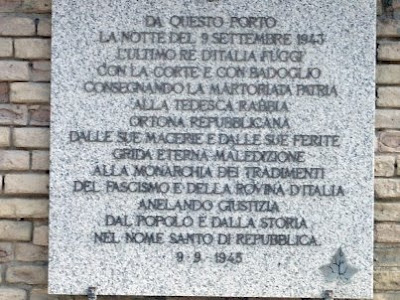 DA QUESTO PORTO
LA NOTTE DEL 9 SETTEMBRE 1943
L'ULTIMO RE D'ITALIA FUGGÌ
CON LA CORTE E CON BADOGLIO
CONSEGNANDO LA MARTORIATA PATRIA
ALLA TEDESCA RABBIA
ORTONA REPUBBLICANA
DALLE SUE MACERIE E DALLE SUE FERITE
GRIDA ETERNA MALEDIZIONE
ALLA MONARCHIA DEI TRADIMENTI
DEL FASCISMO E DELLA ROVINA D'ITALIA
ANELANDO GIUSTIZIA
DAL POPOLO E DALLA STORIA
NEL NOME SANTO DI REPUBBLICA.
9-9-1945